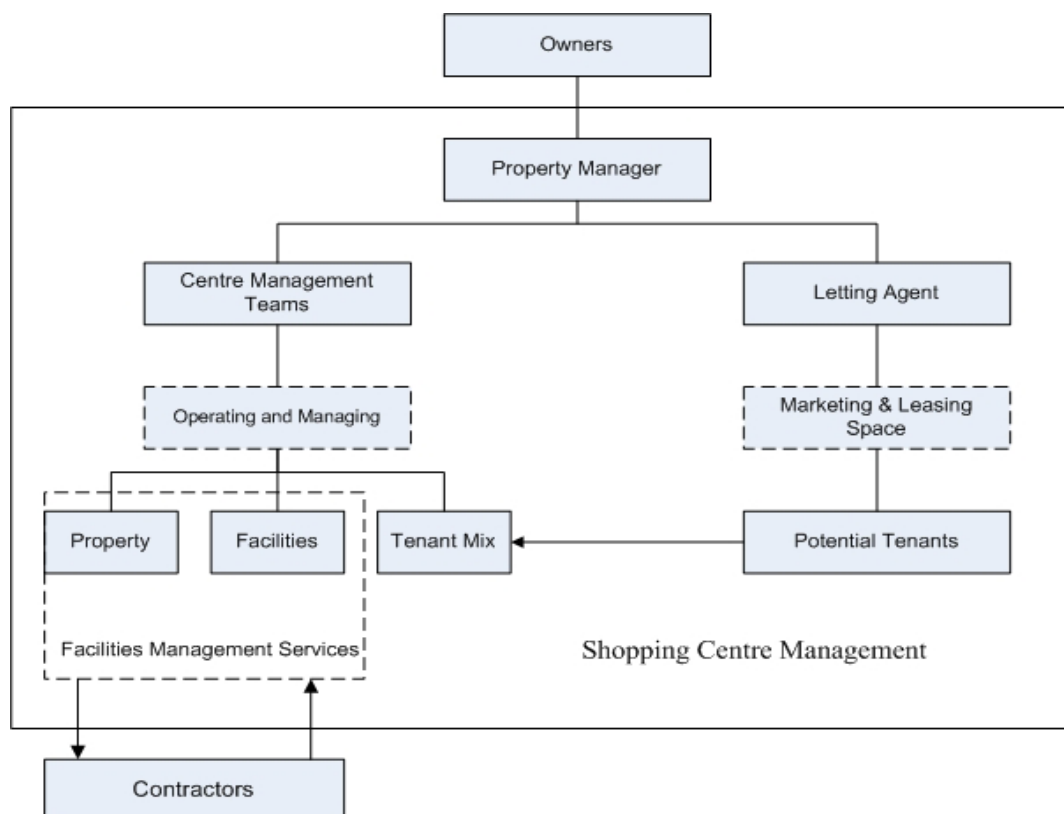 Owners
Property Manager
Centre Management
Teams
Letting Agent
Operating and Managing
Marketing & Leasing
Space
Property
Facilities
Tenant Mix
Potential Tenants
Facilities Management Services
Shopping Centre Management
Contractors